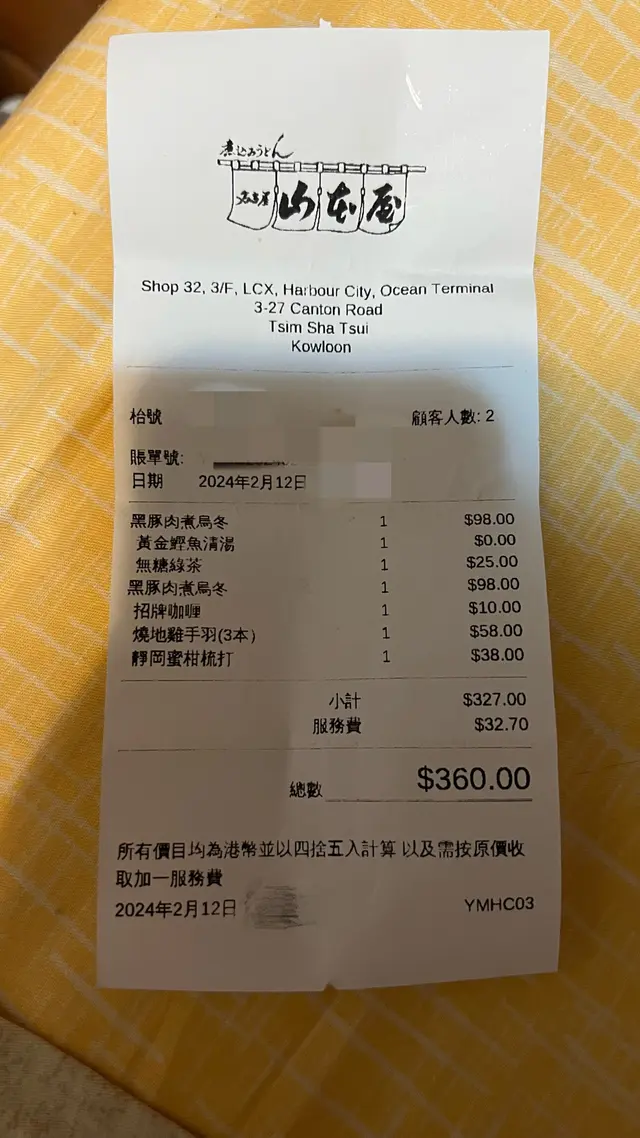 煮込みうどん
名古屋 山本屋
Shop 32, 3/F, LCX, Harbour City, Ocean Terminal
3-27 Canton Road
Tsim Sha Tsui
Kowloon
枱號 顧客人數: 2
賬單號:
日期 2024年2月12日
黑豚肉煮烏冬 1 $98.00
黃金鰹魚清湯 1 $0.00
無糖綠茶 1 $25.00
黑豚肉煮烏冬 1 $98.00
招牌咖喱 1 $10.00
燒地雞手羽(3本) 1 $58.00
靜岡蜜柑梳打 1 $38.00
小計 $327.00
服務費 $32.70
總數 $360.00
所有價目均為港幣並以四捨五入計算 以及需按原價收
取加一服務費
2024年2月12日 YMHC03